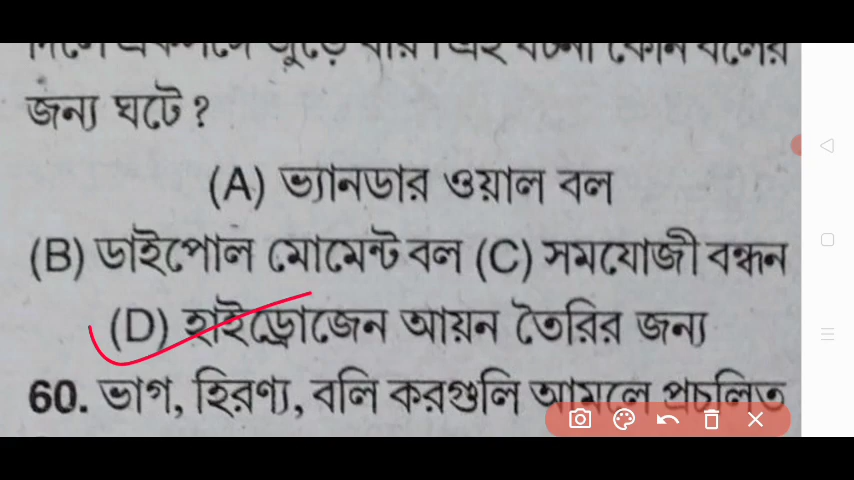 জন্য ঘটে ?
(A) ভ্যানডার ওয়াল বল
(B) ডাইপোল মোমেন্ট বল (C) সমযোজী বন্ধন
(D) হাইড্রোজেন আয়ন তৈরির জন্য
60. ভাগ, হিরণ্য, বলি করগুলি আমলে প্রচলিত